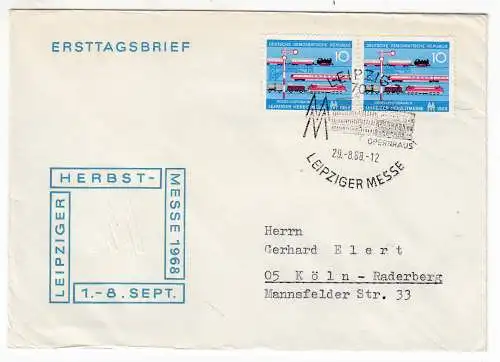 ERSTTAGSBRIEF
DEUTSCHE DEMOKRATISCHE REPUBLIK
10
LEIPZIGER HERBSTMESSE 1968
DEUTSCHE DEMOKRATISCHE REPUBLIK
10
LEIPZIGER HERBSTMESSE 1968
LEIPZIG
701
OPERNHAUS
29.-8.68.-12
LEIPZIGER MESSE
LEIPZIGER
HERBST-
MESSE 1968
1.-8. SEPT.
Herrn
Gerhard Elert
05 Köln - Raderberg
Mannsfelder Str. 33